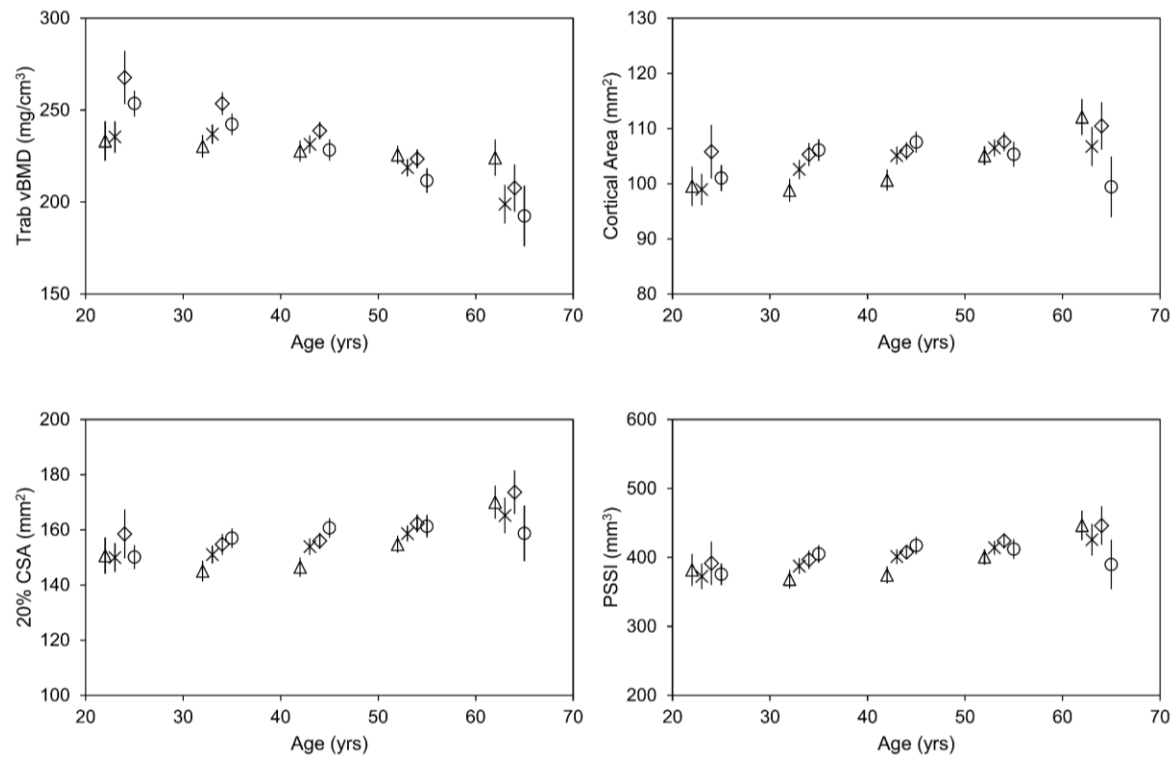 300
250
200
150
Trab vBMD (mg/cm³)
20 30 40 50 60 70
Age (yrs)
130
120
110
100
90
80
Cortical Area (mm²)
20 30 40 50 60 70
Age (yrs)
200
180
160
140
120
100
20% CSA (mm²)
20 30 40 50 60 70
Age (yrs)
600
500
400
300
200
PSSI (mm³)
20 30 40 50 60 70
Age (yrs)